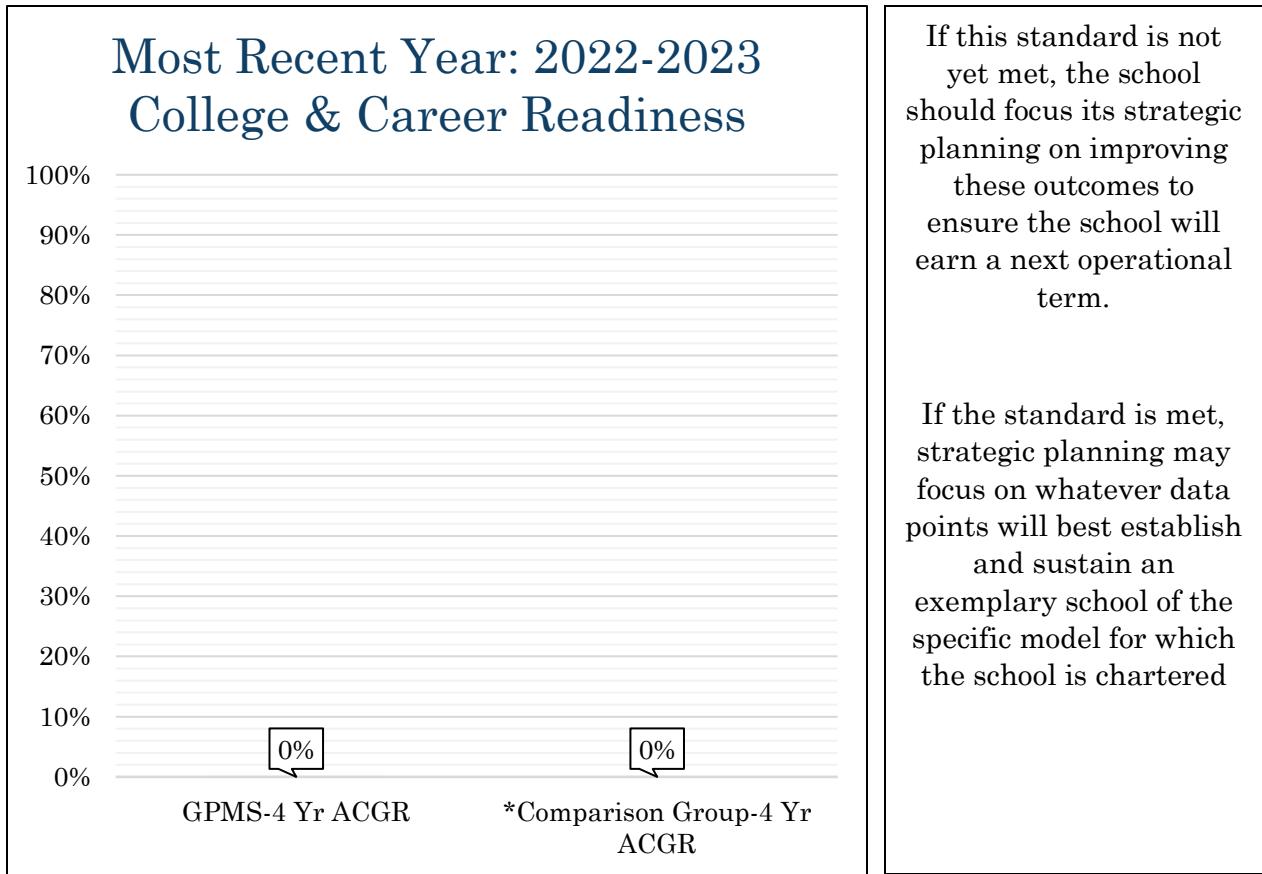 Most Recent Year: 2022-2023
College & Career Readiness
100%
90%
80%
70%
60%
50%
40%
30%
20%
10%
0%
0%
0%
GPMS-4 Yr ACGR
*Comparison Group-4 Yr
ACGR
If this standard is not
yet met, the school
should focus its strategic
planning on improving
these outcomes to
ensure the school will
earn a next operational
term.
If the standard is met,
strategic planning may
focus on whatever data
points will best establish
and sustain an
exemplary school of the
specific model for which
the school is chartered